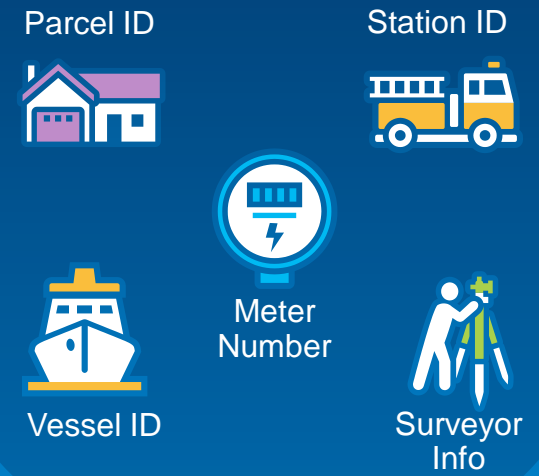 Parcel ID
Station ID
Meter
Number
Vessel ID
Surveyor
Info